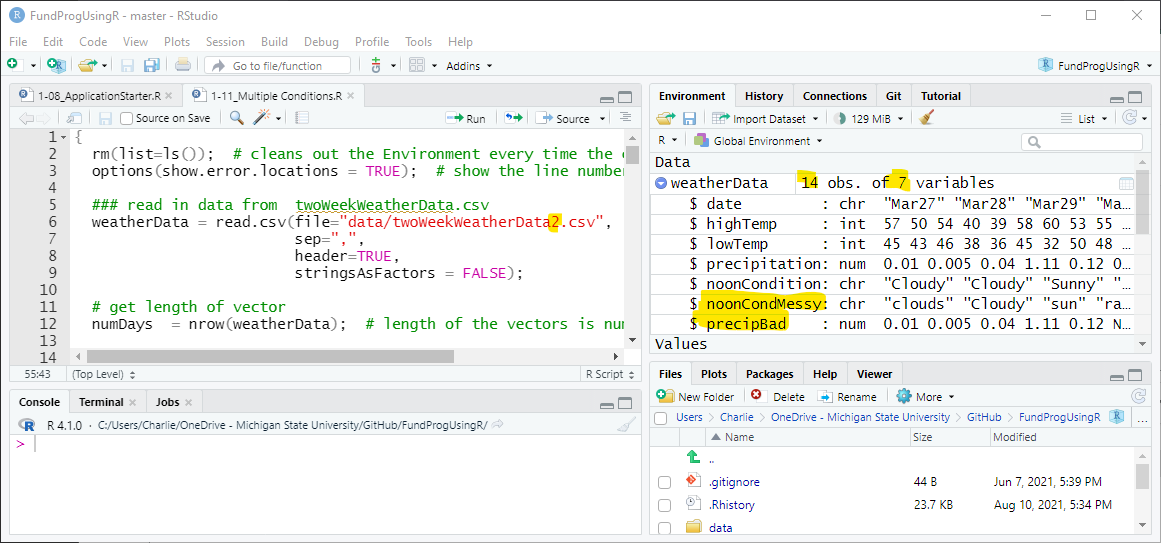 FundProgUsingR - master - RStudio
File Edit Code View Plots Session Build Debug Profile Tools Help
Go to file/function Addins FundProgUsingR
1-08_ApplicationStarter.R 1-11_Multiple Conditions.R
Source on Save Run Source
1 {
2 rm(list=ls()); # cleans out the Environment every time the
3 options(show.error.locations = TRUE); # show the line number
4
5 ### read in data from twoWeekWeatherData.csv
6 weatherData = read.csv(file="data/twoWeekWeatherData2.csv",
7 sep=",",
8 header=TRUE,
9 stringsAsFactors = FALSE);
10
11 # get length of vector
12 numDays = nrow(weatherData); # length of the vectors is num
13
14
55:43 (Top Level) R Script
Console Terminal Jobs
R 4.1.0 · C:/Users/Charlie/OneDrive - Michigan State University/GitHub/FundProgUsingR/
>
Environment History Connections Git Tutorial
Import Dataset 129 MiB List
R Global Environment
Data
weatherData 14 obs. of 7 variables
$ date : chr "Mar27" "Mar28" "Mar29" "Ma...
$ highTemp : int 57 50 54 40 39 58 60 53 55 ...
$ lowTemp : int 45 43 46 38 36 45 32 50 48 ...
$ precipitation: num 0.01 0.005 0.04 1.11 0.12 0...
$ noonCondition: chr "Cloudy" "Cloudy" "Sunny" "...
$ noonCondMessy: chr "clouds" "Cloudy" "sun" "ra...
$ precipBad : num 0.01 0.005 0.04 1.11 0.12 N...
Values
Files Plots Packages Help Viewer
New Folder Delete Rename More
Users Charlie OneDrive - Michigan State University GitHub FundProgUsingR ...
Name Size Modified
..
.gitignore 44 B Jun 7, 2021, 5:39 PM
.Rhistory 23.7 KB Aug 10, 2021, 5:34 PM
data